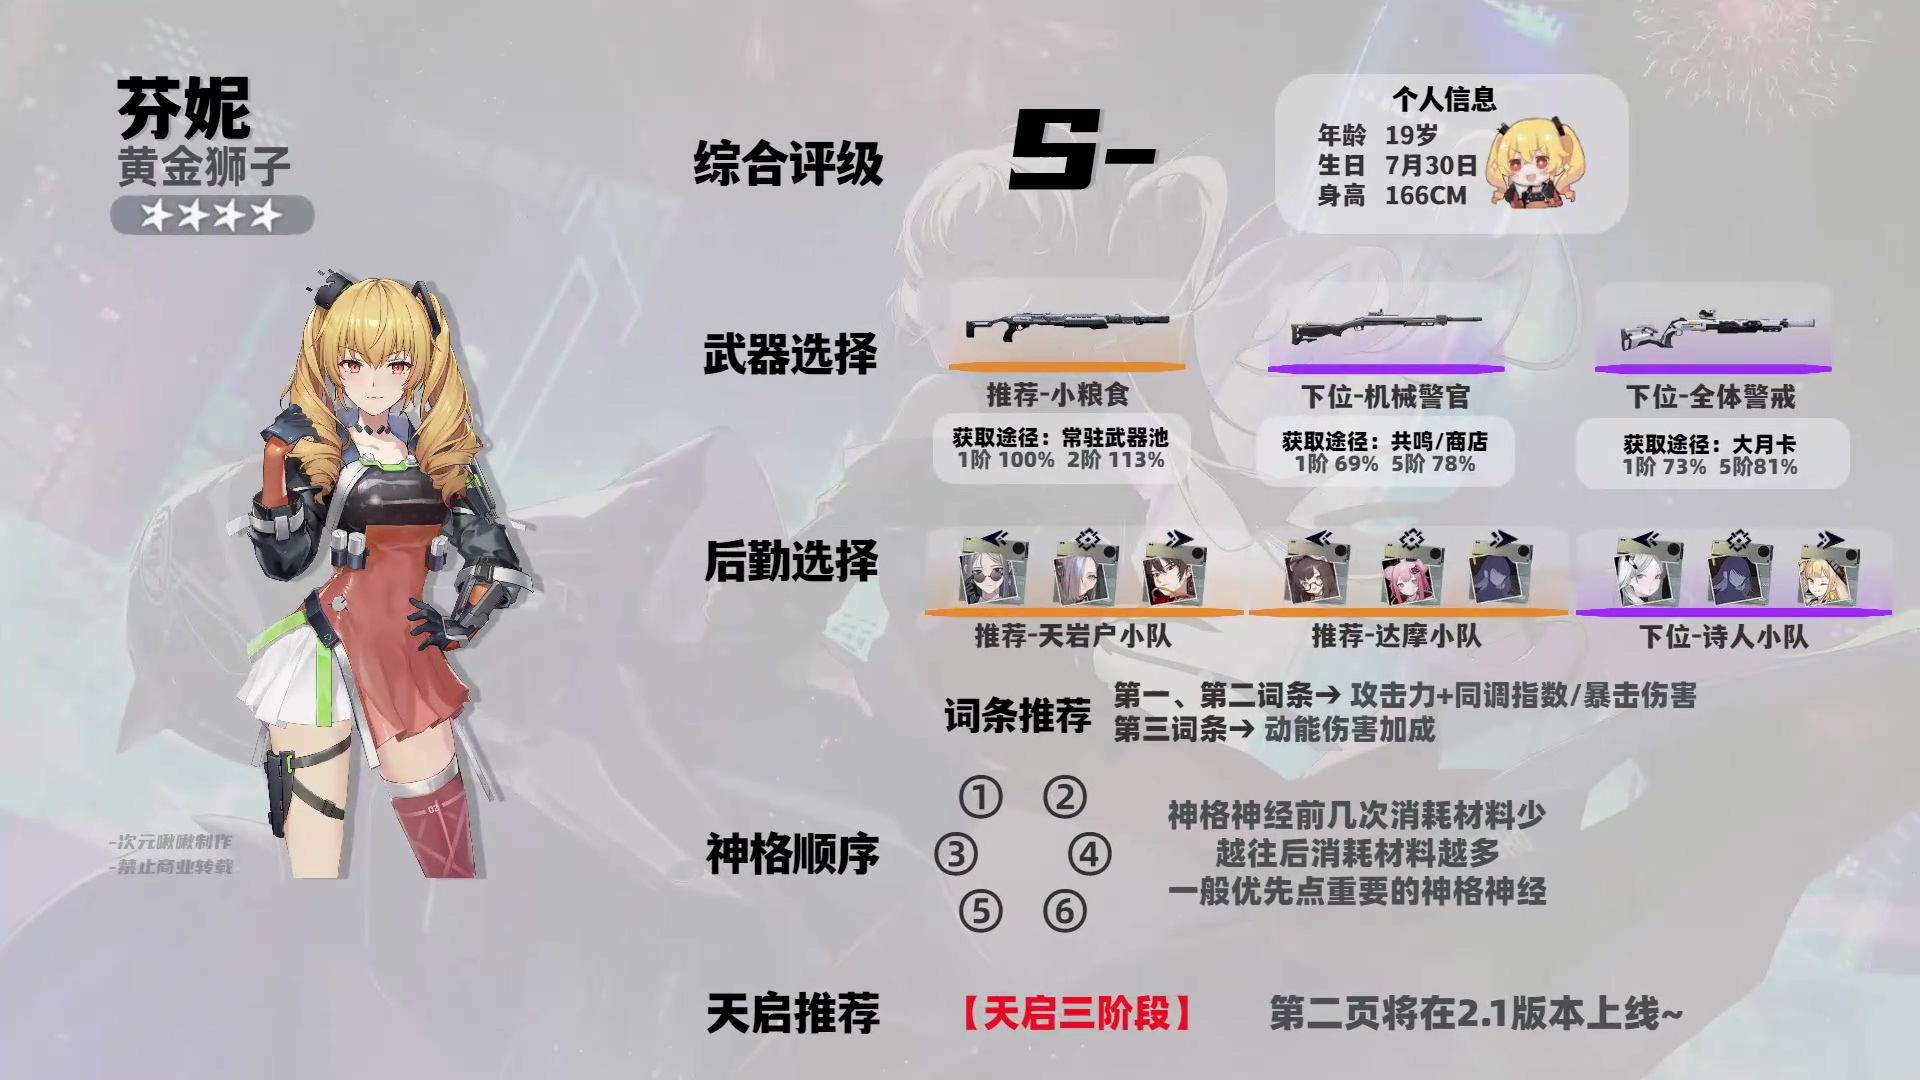 芬妮
黄金狮子
综合评级
S-
个人信息
年龄 19岁
生日 7月30日
身高 166CM
武器选择
推荐-小粮食
获取途径：常驻武器池
1阶 100% 2阶 113%
下位-机械警官
获取途径：共鸣/商店
1阶 69% 5阶 78%
下位-全体警戒
获取途径：大月卡
1阶 73% 5阶81%
后勤选择
推荐-天岩户小队
推荐-达摩小队
下位-诗人小队
词条推荐
第一、第二词条→ 攻击力+同调指数/暴击伤害
第三词条→ 动能伤害加成
神格顺序
① ②
③ ④
⑤ ⑥
神格神经前几次消耗材料少
越往后消耗材料越多
一般优先点重要的神格神经
天启推荐
【天启三阶段】
第二页将在2.1版本上线~
-次元啾啾制作
-禁止商业转载
02